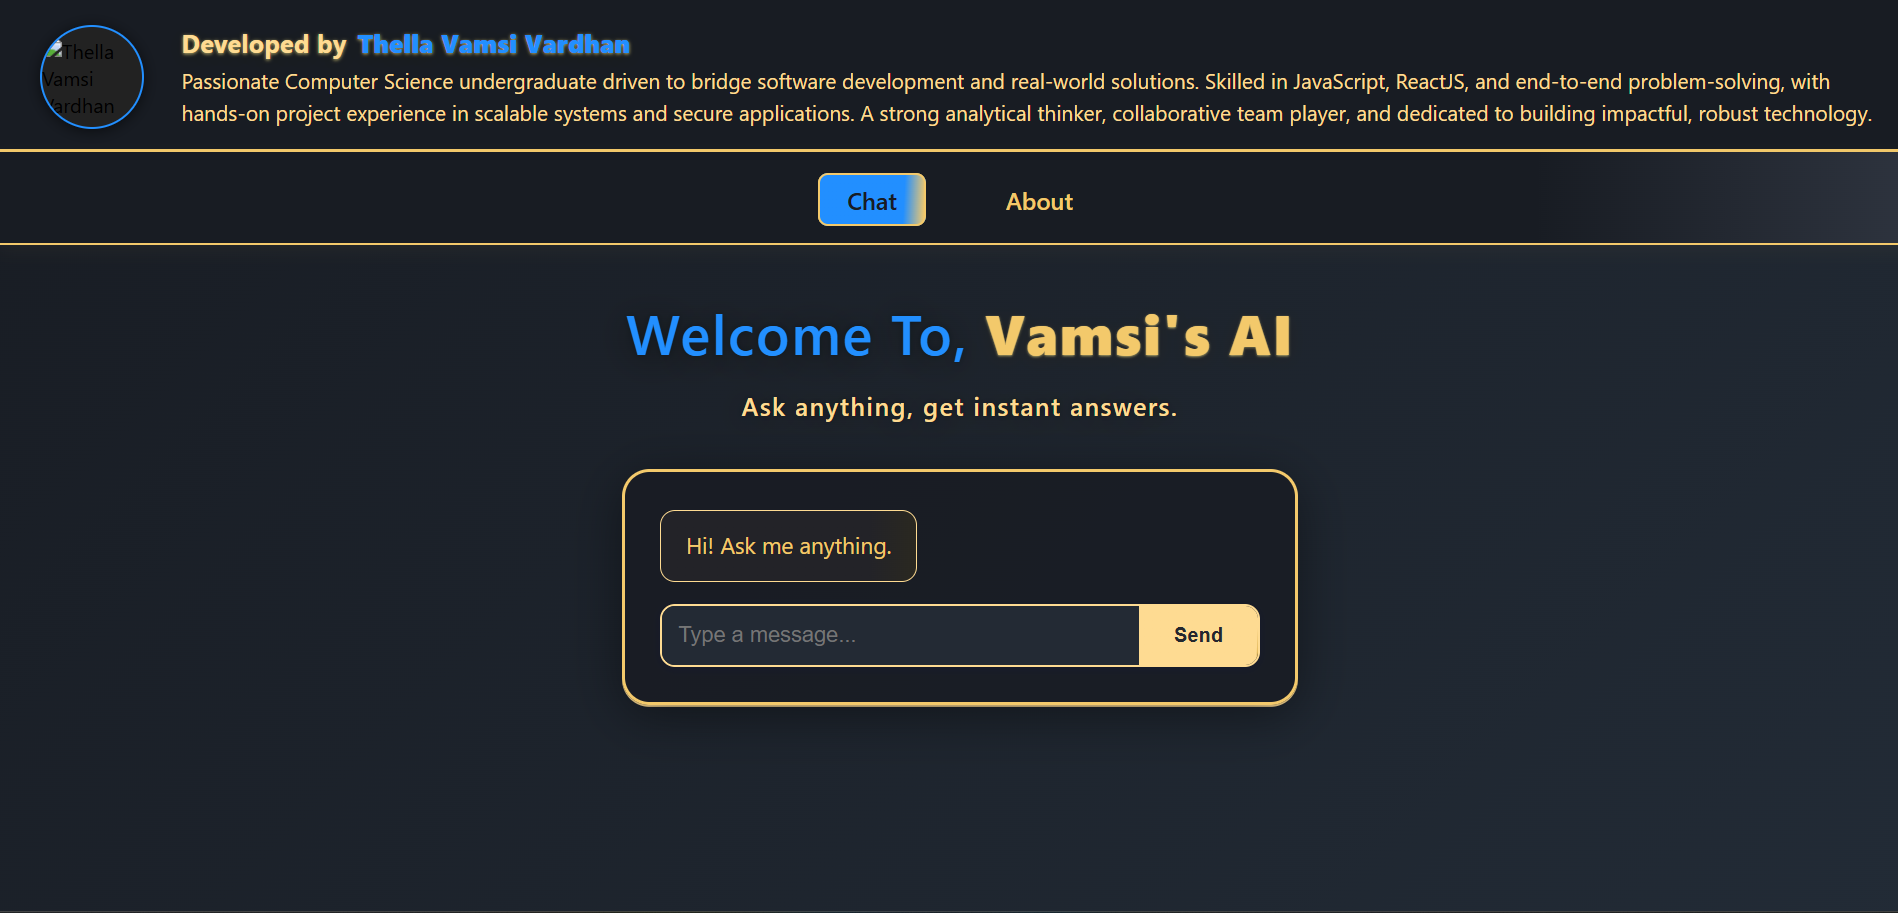 Thella
Vamsi
Vardhan
Developed by Thella Vamsi Vardhan
Passionate Computer Science undergraduate driven to bridge software development and real-world solutions. Skilled in JavaScript, ReactJS, and end-to-end problem-solving, with
hands-on project experience in scalable systems and secure applications. A strong analytical thinker, collaborative team player, and dedicated to building impactful, robust technology.
Chat About
Welcome To, Vamsi's AI
Ask anything, get instant answers.
Hi! Ask me anything.
Type a message... Send